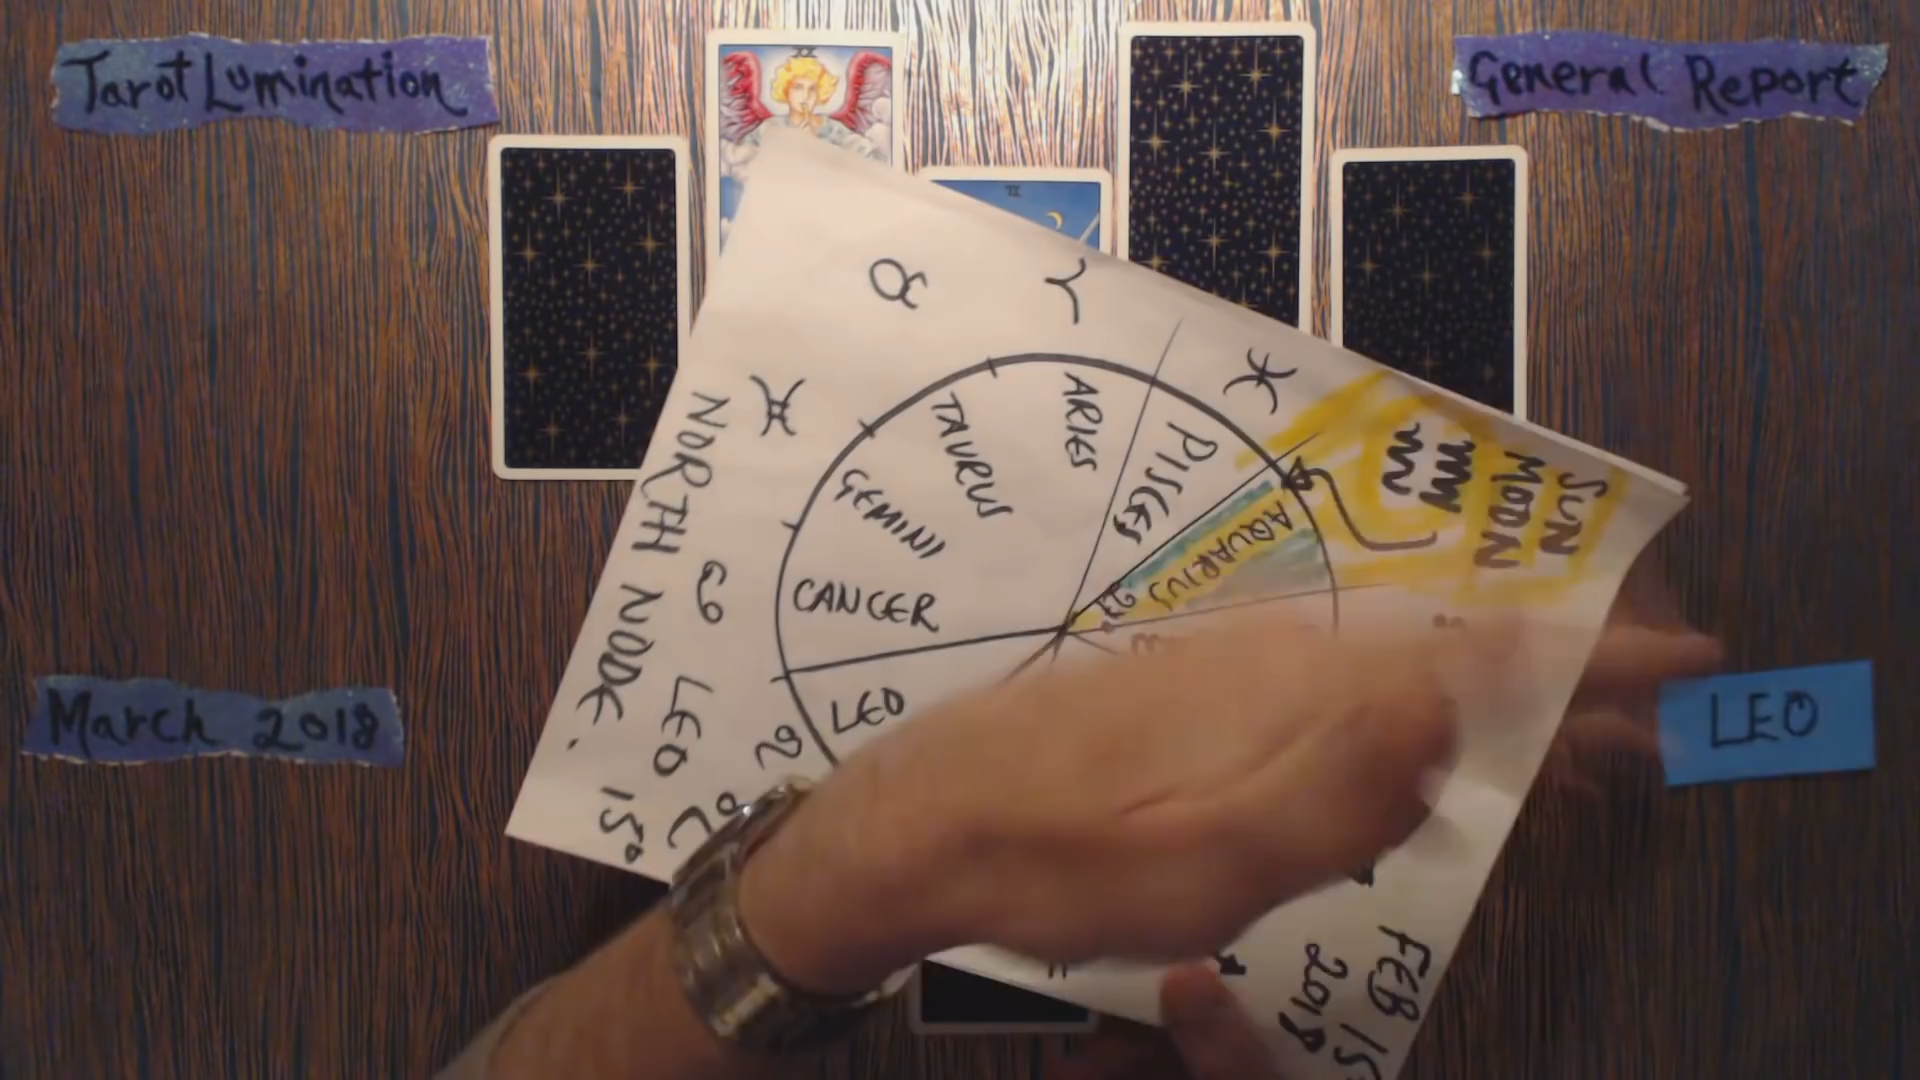 Tarot Lumination
General Report
XX
ARIES
PISCES
TAURUS
GEMINI
CANCER
LEO
AQUARIUS
SUN
MOON
NORTH NODE.
LEO 15°
March 2018
LEO
FEB 15
2018